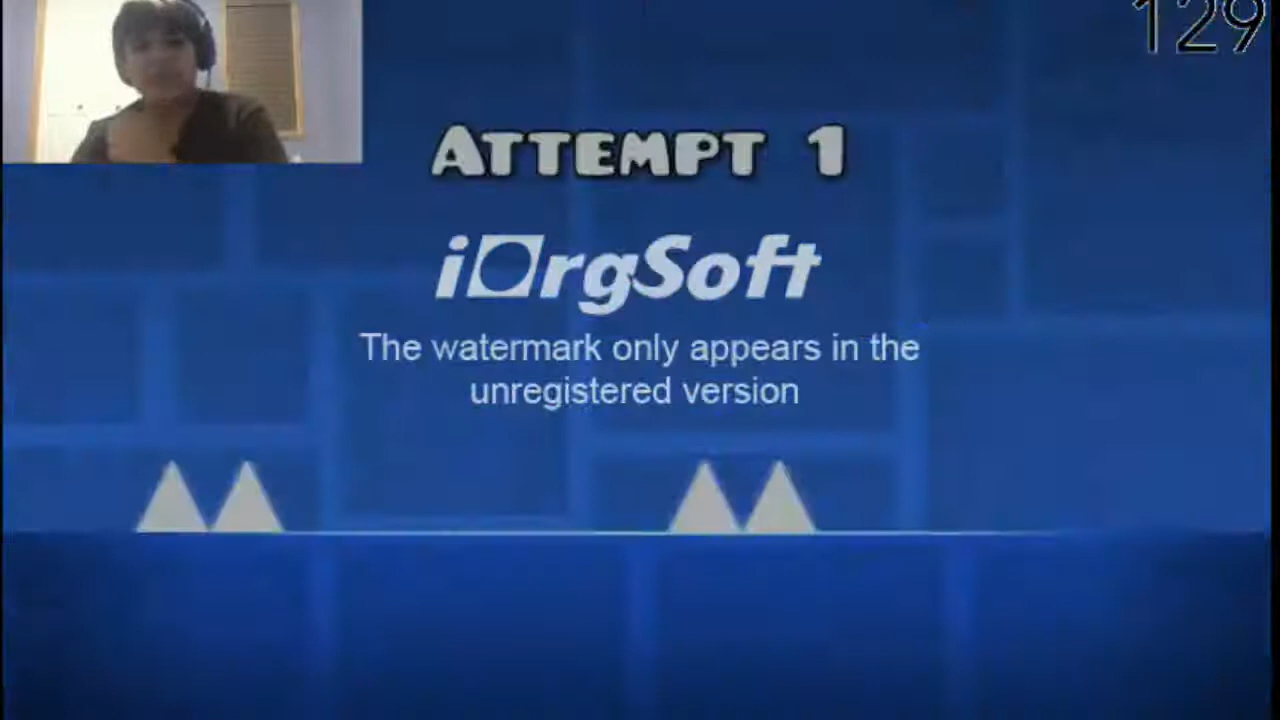 129
ATTEMPT 1
iOrgSoft
The watermark only appears in the
unregistered version